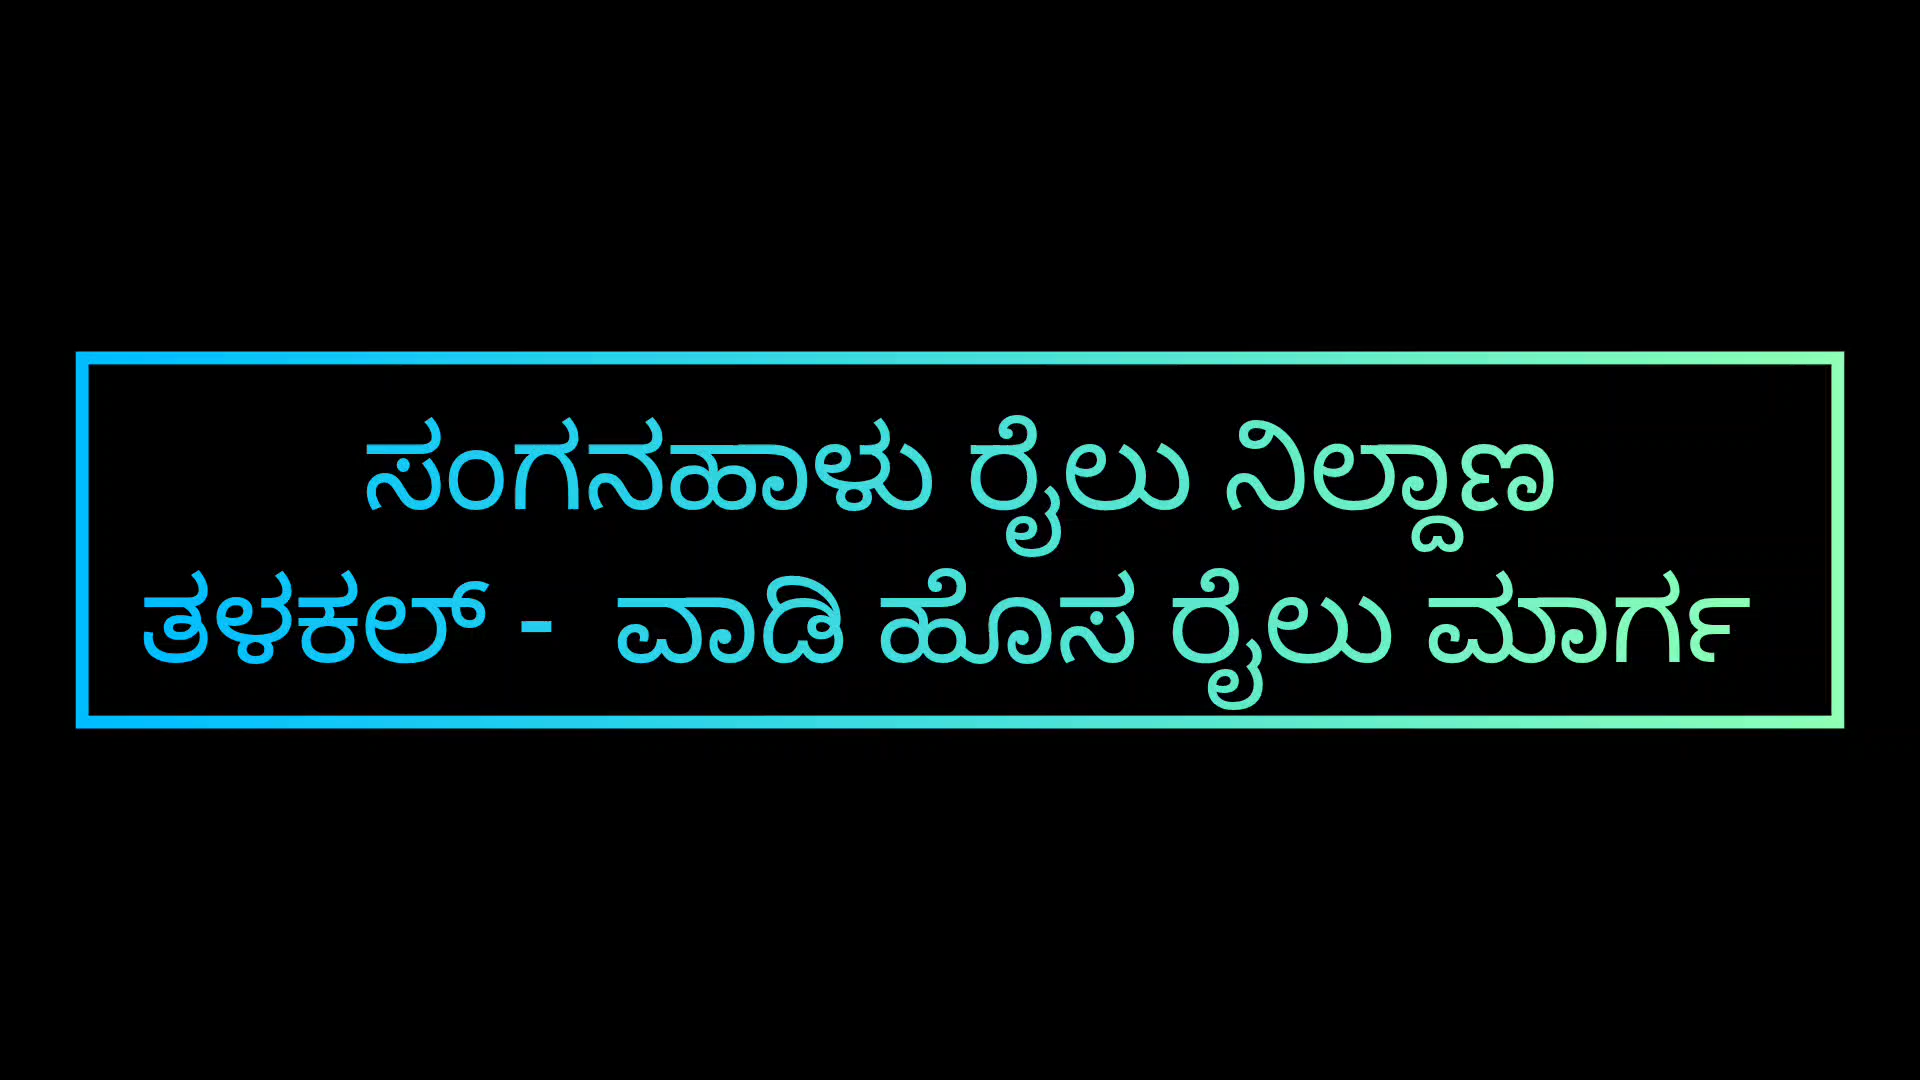 ಸಂಗನಹಾಳು ರೈಲು ನಿಲ್ದಾಣ
ತಳಕಲ್ - ವಾಡಿ ಹೊಸ ರೈಲು ಮಾರ್ಗ